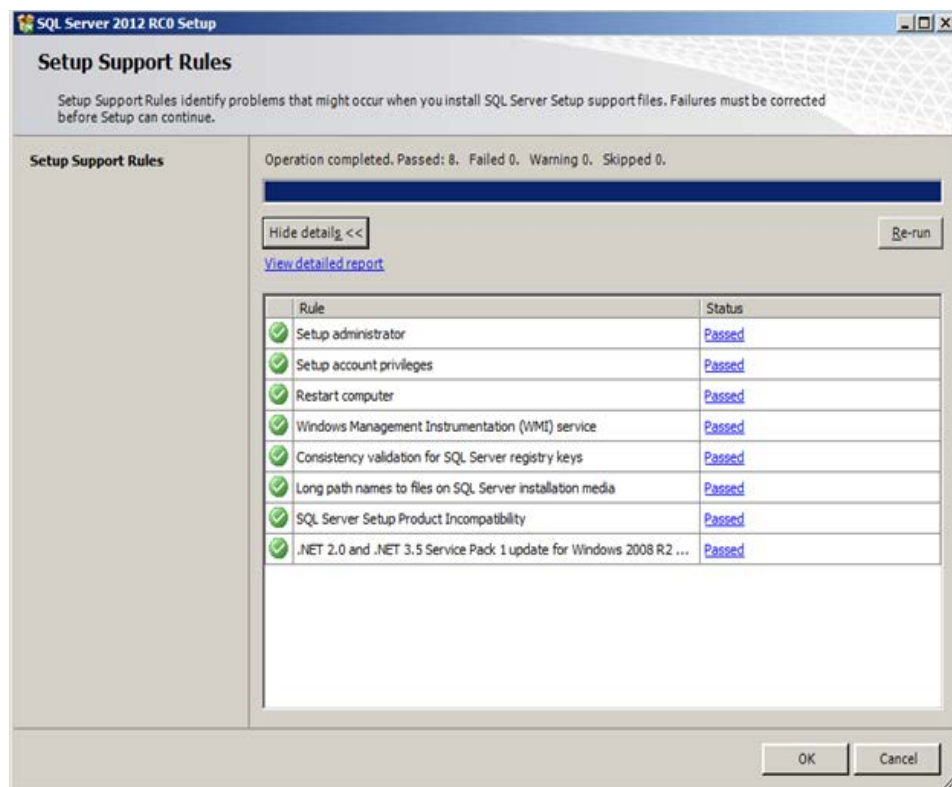 SQL Server 2012 RC0 Setup
Setup Support Rules
Setup Support Rules identify problems that might occur when you install SQL Server Setup support files. Failures must be corrected
before Setup can continue.
Setup Support Rules
Operation completed. Passed: 8. Failed 0. Warning 0. Skipped 0.
Hide details <<
Re-run
View detailed report
Rule Status
Setup administrator Passed
Setup account privileges Passed
Restart computer Passed
Windows Management Instrumentation (WMI) service Passed
Consistency validation for SQL Server registry keys Passed
Long path names to files on SQL Server installation media Passed
SQL Server Setup Product Incompatibility Passed
.NET 2.0 and .NET 3.5 Service Pack 1 update for Windows 2008 R2 ... Passed
OK Cancel